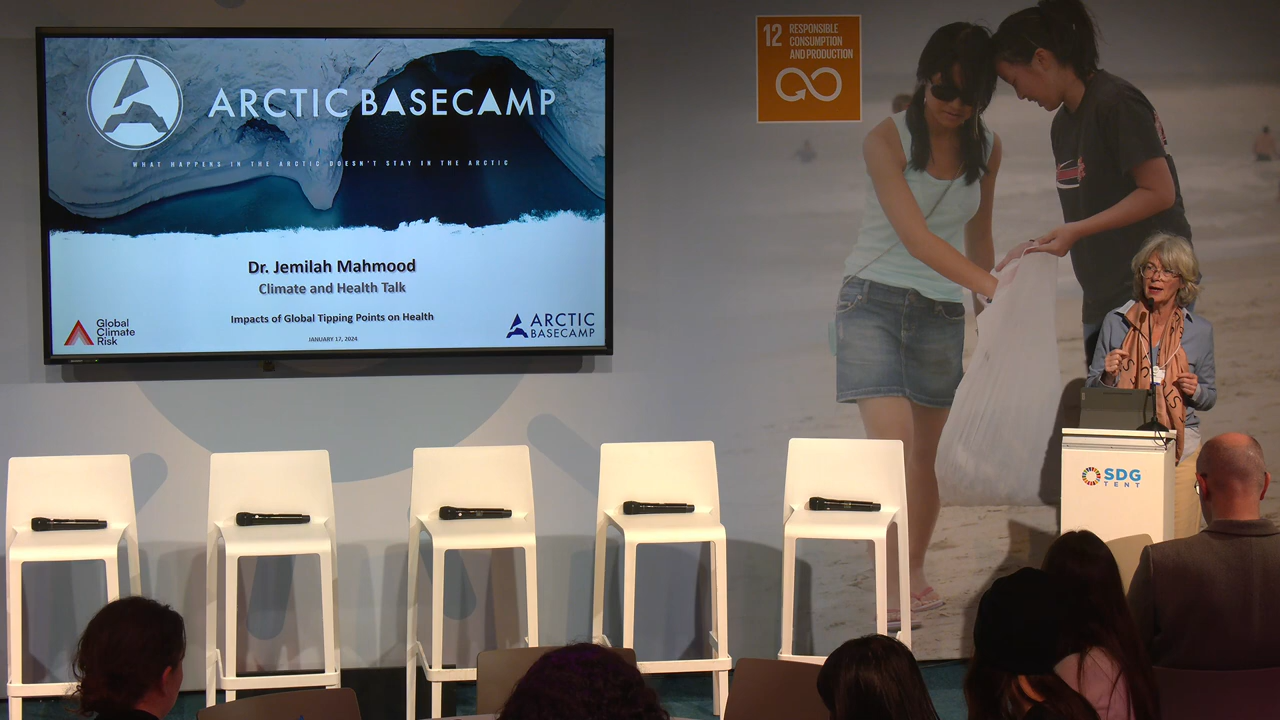 ARCTIC BASECAMP
WHAT HAPPENS IN THE ARCTIC DOESN'T STAY IN THE ARCTIC
Dr. Jemilah Mahmood
Climate and Health Talk
Impacts of Global Tipping Points on Health
JANUARY 17, 2024
Global
Climate
Risk
ARCTIC
BASECAMP
12 RESPONSIBLE
CONSUMPTION
AND PRODUCTION
SDG
TENT